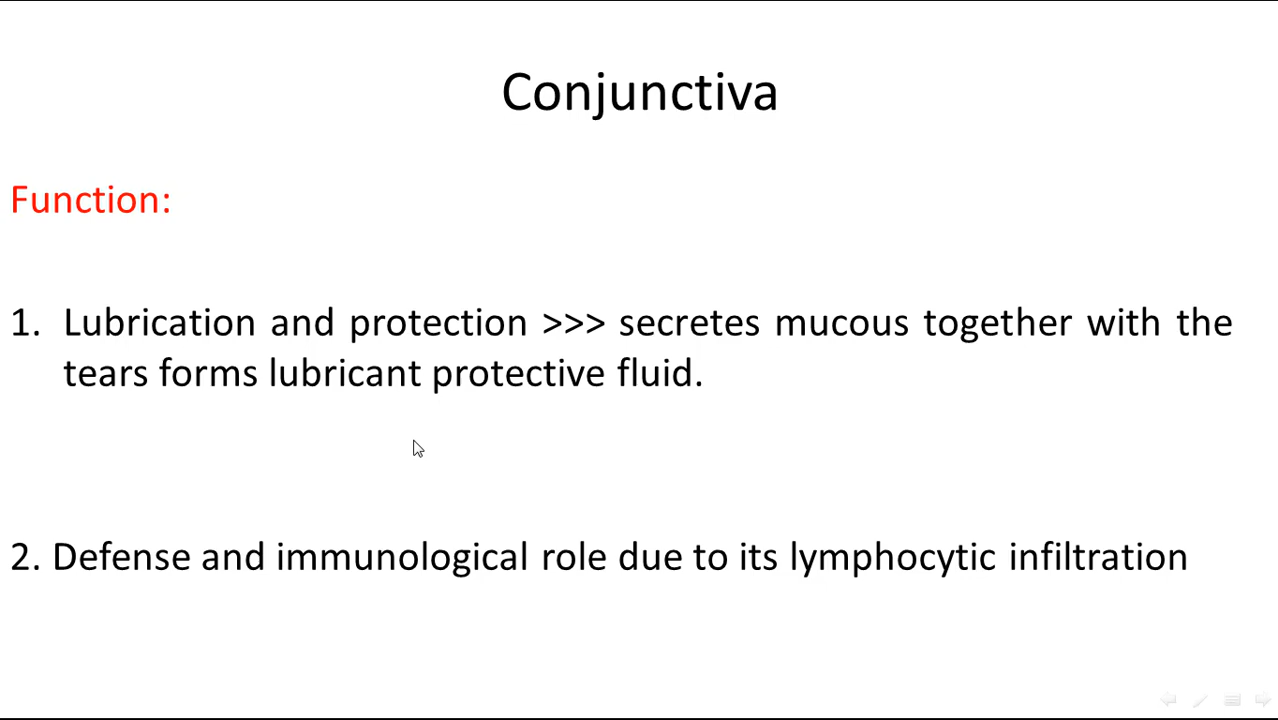 Conjunctiva
Function:
1. Lubrication and protection >>> secretes mucous together with the
tears forms lubricant protective fluid.
2. Defense and immunological role due to its lymphocytic infiltration